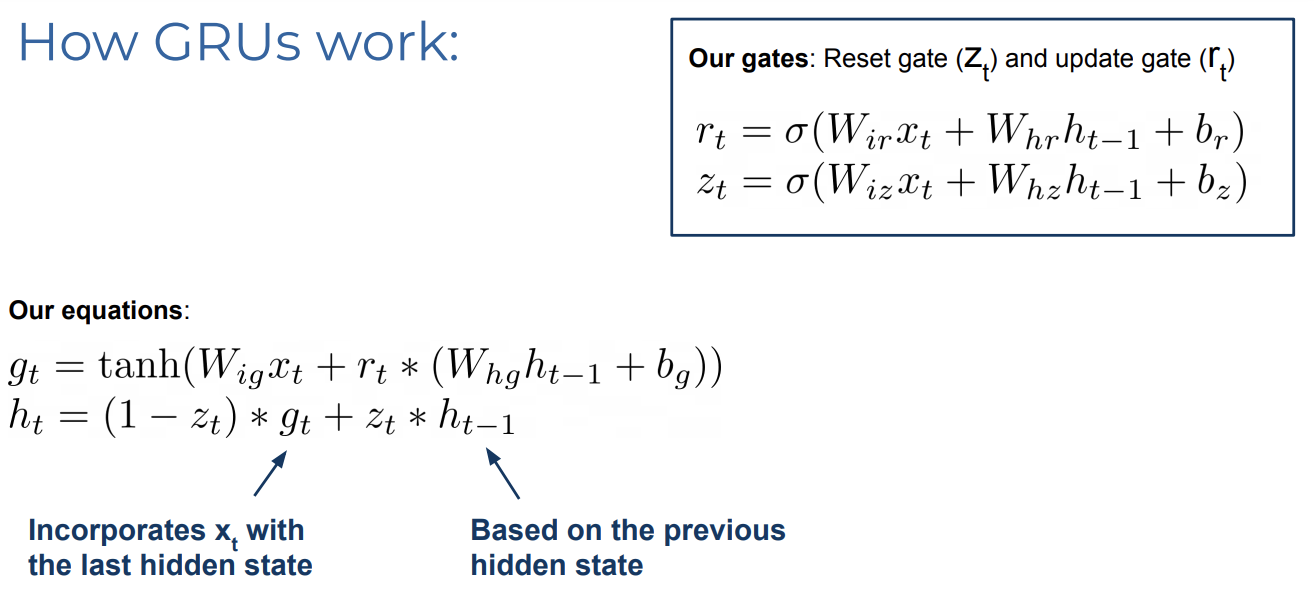 How GRUs work:
Our gates: Reset gate (z_t) and update gate (r_t)
r_t = σ(W_{ir}x_t + W_{hr}h_{t−1} + b_r)
z_t = σ(W_{iz}x_t + W_{hz}h_{t−1} + b_z)
Our equations:
g_t = tanh(W_{ig}x_t + r_t * (W_{hg}h_{t−1} + b_g))
h_t = (1 − z_t) * g_t + z_t * h_{t−1}
Incorporates x_t with
the last hidden state
Based on the previous
hidden state